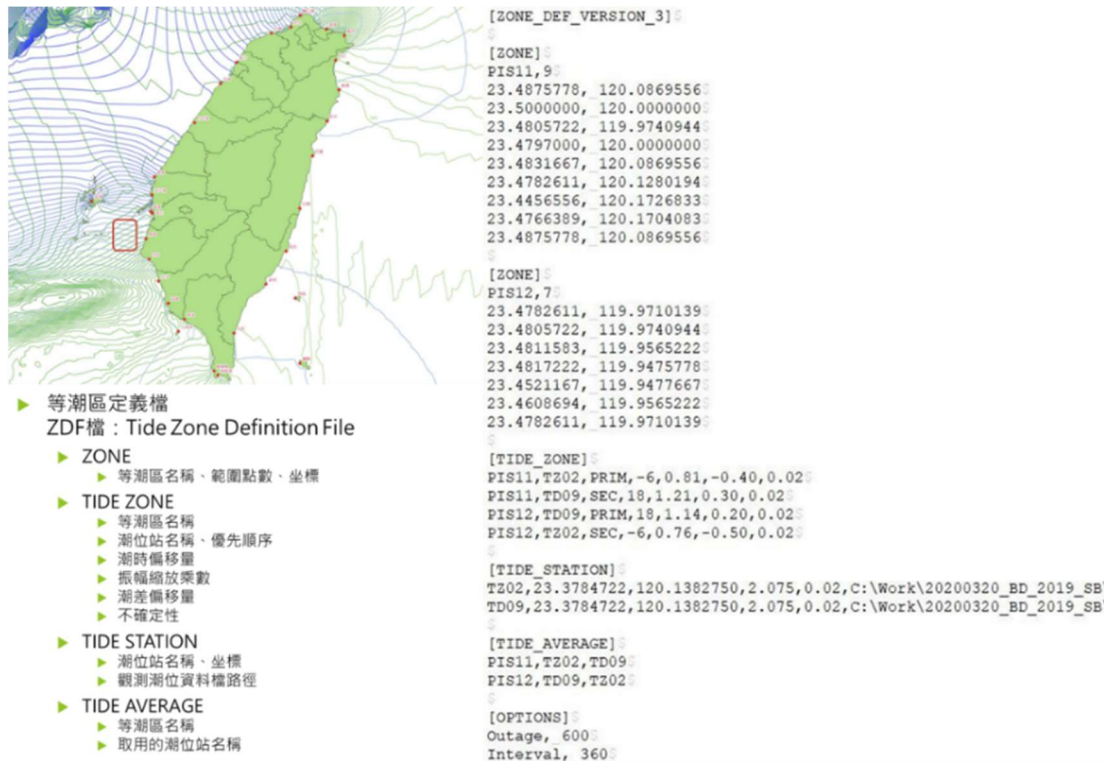 等潮區定義檔
ZDF檔：Tide Zone Definition File
ZONE
等潮區名稱、範圍點數、坐標
TIDE ZONE
等潮區名稱
潮位站名稱、優先順序
潮時偏移量
振幅縮放乘數
潮差偏移量
不確定性
TIDE STATION
潮位站名稱、坐標
觀測潮位資料檔路徑
TIDE AVERAGE
等潮區名稱
取用的潮位站名稱
[ZONE_DEF_VERSION_3]
[ZONE]
PIS11,9
23.4875778, 120.0869556
23.5000000, 120.0000000
23.4805722, 119.9740944
23.4797000, 120.0000000
23.4831667, 120.0869556
23.4782611, 120.1280194
23.4456556, 120.1726833
23.4766389, 120.1704083
23.4875778, 120.0869556
[ZONE]
PIS12,7
23.4782611, 119.9710139
23.4805722, 119.9740944
23.4811583, 119.9565222
23.4817222, 119.9475778
23.4521167, 119.9477667
23.4608694, 119.9565222
23.4782611, 119.9710139
[TIDE_ZONE]
PIS11,TZ02,PRIM,-6,0.81,-0.40,0.02
PIS11,TD09,SEC,18,1.21,0.30,0.02
PIS12,TD09,PRIM,18,1.14,0.20,0.02
PIS12,TZ02,SEC,-6,0.76,-0.50,0.02
[TIDE_STATION]
TZ02,23.3784722,120.1382750,2.075,0.02,C:\Work\20200320_BD_2019_SB\
TD09,23.3784722,120.1382750,2.075,0.02,C:\Work\20200320_BD_2019_SB\
[TIDE_AVERAGE]
PIS11,TZ02,TD09
PIS12,TD09,TZ02
[OPTIONS]
Outage, 600
Interval, 360